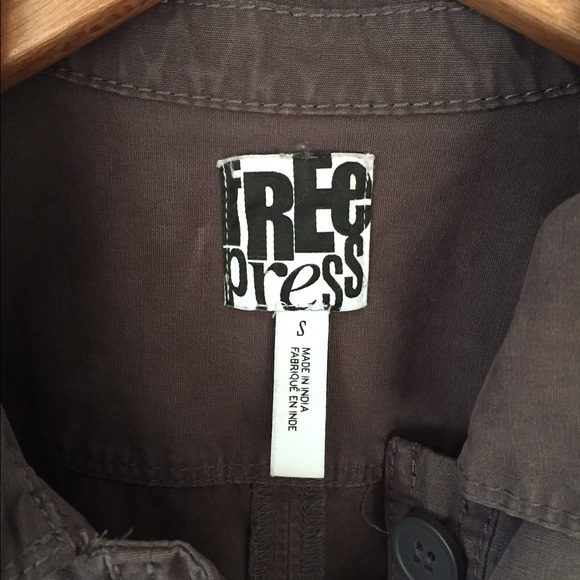 fREe
press
S
MADE IN INDIA
FABRIQUÉ EN INDE